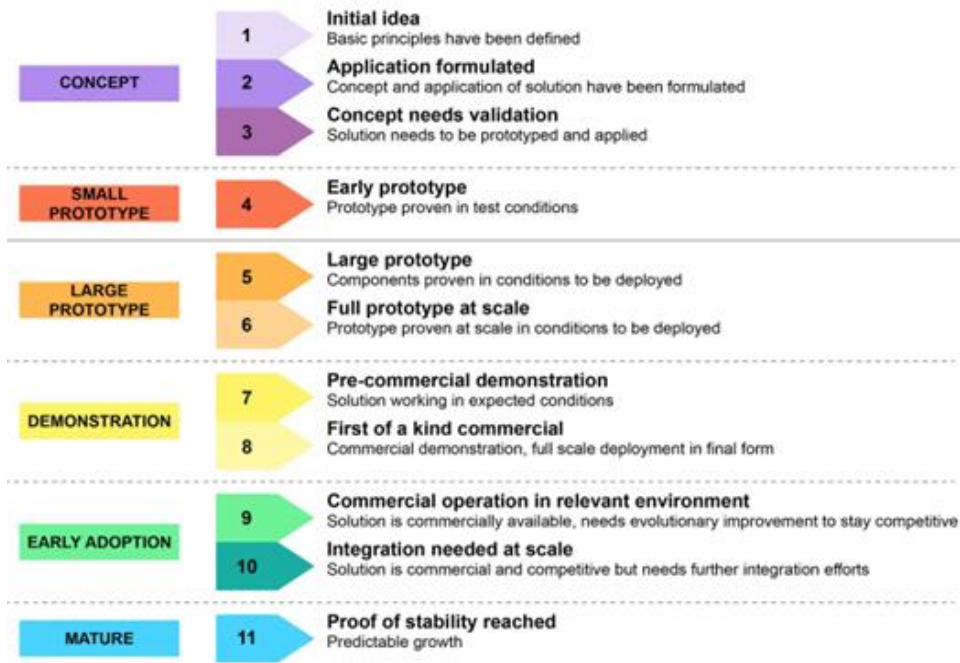 1
Initial idea
Basic principles have been defined
CONCEPT
2
Application formulated
Concept and application of solution have been formulated
3
Concept needs validation
Solution needs to be prototyped and applied
SMALL
PROTOTYPE
4
Early prototype
Prototype proven in test conditions
LARGE
PROTOTYPE
5
Large prototype
Components proven in conditions to be deployed
6
Full prototype at scale
Prototype proven at scale in conditions to be deployed
DEMONSTRATION
7
Pre-commercial demonstration
Solution working in expected conditions
8
First of a kind commercial
Commercial demonstration, full scale deployment in final form
EARLY ADOPTION
9
Commercial operation in relevant environment
Solution is commercially available, needs evolutionary improvement to stay competitive
10
Integration needed at scale
Solution is commercial and competitive but needs further integration efforts
MATURE
11
Proof of stability reached
Predictable growth